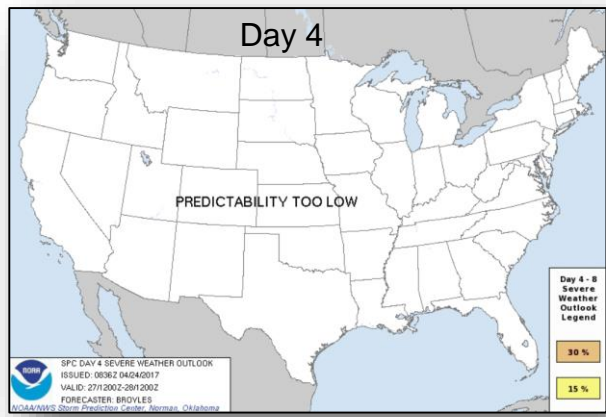 Day 4
PREDICTABILITY TOO LOW
Day 4 - 8
Severe
Weather
Outlook
Legend
30 %
15 %
NOAA
SPC DAY 4 SEVERE WEATHER OUTLOOK
ISSUED: 0836Z 04/24/2017
VALID: 27/1200Z-28/1200Z
FORECASTER: BROYLES
NOAA/NWS Storm Prediction Center, Norman, Oklahoma